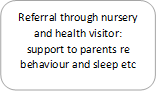 Referral through nursery
and health visitor:
support to parents re
behaviour and sleep etc